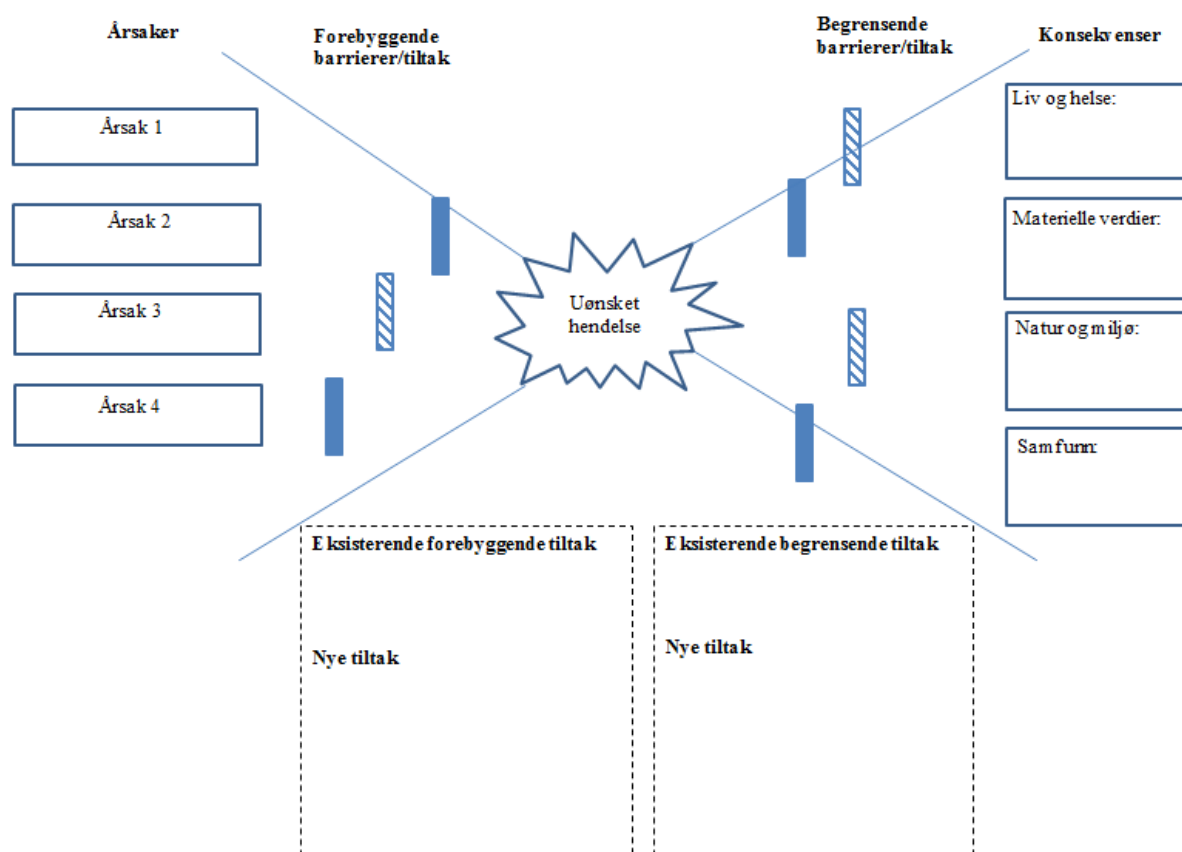 Årsaker
Forebyggende
barrierer/tiltak
Begrensende
barrierer/tiltak
Konsekvenser
Årsak 1
Årsak 2
Årsak 3
Årsak 4
Uønsket
hendelse
Liv og helse:
Materielle verdier:
Natur og miljø:
Samfunn:
Eksisterende forebyggende tiltak
Nye tiltak
Eksisterende begrensende tiltak
Nye tiltak